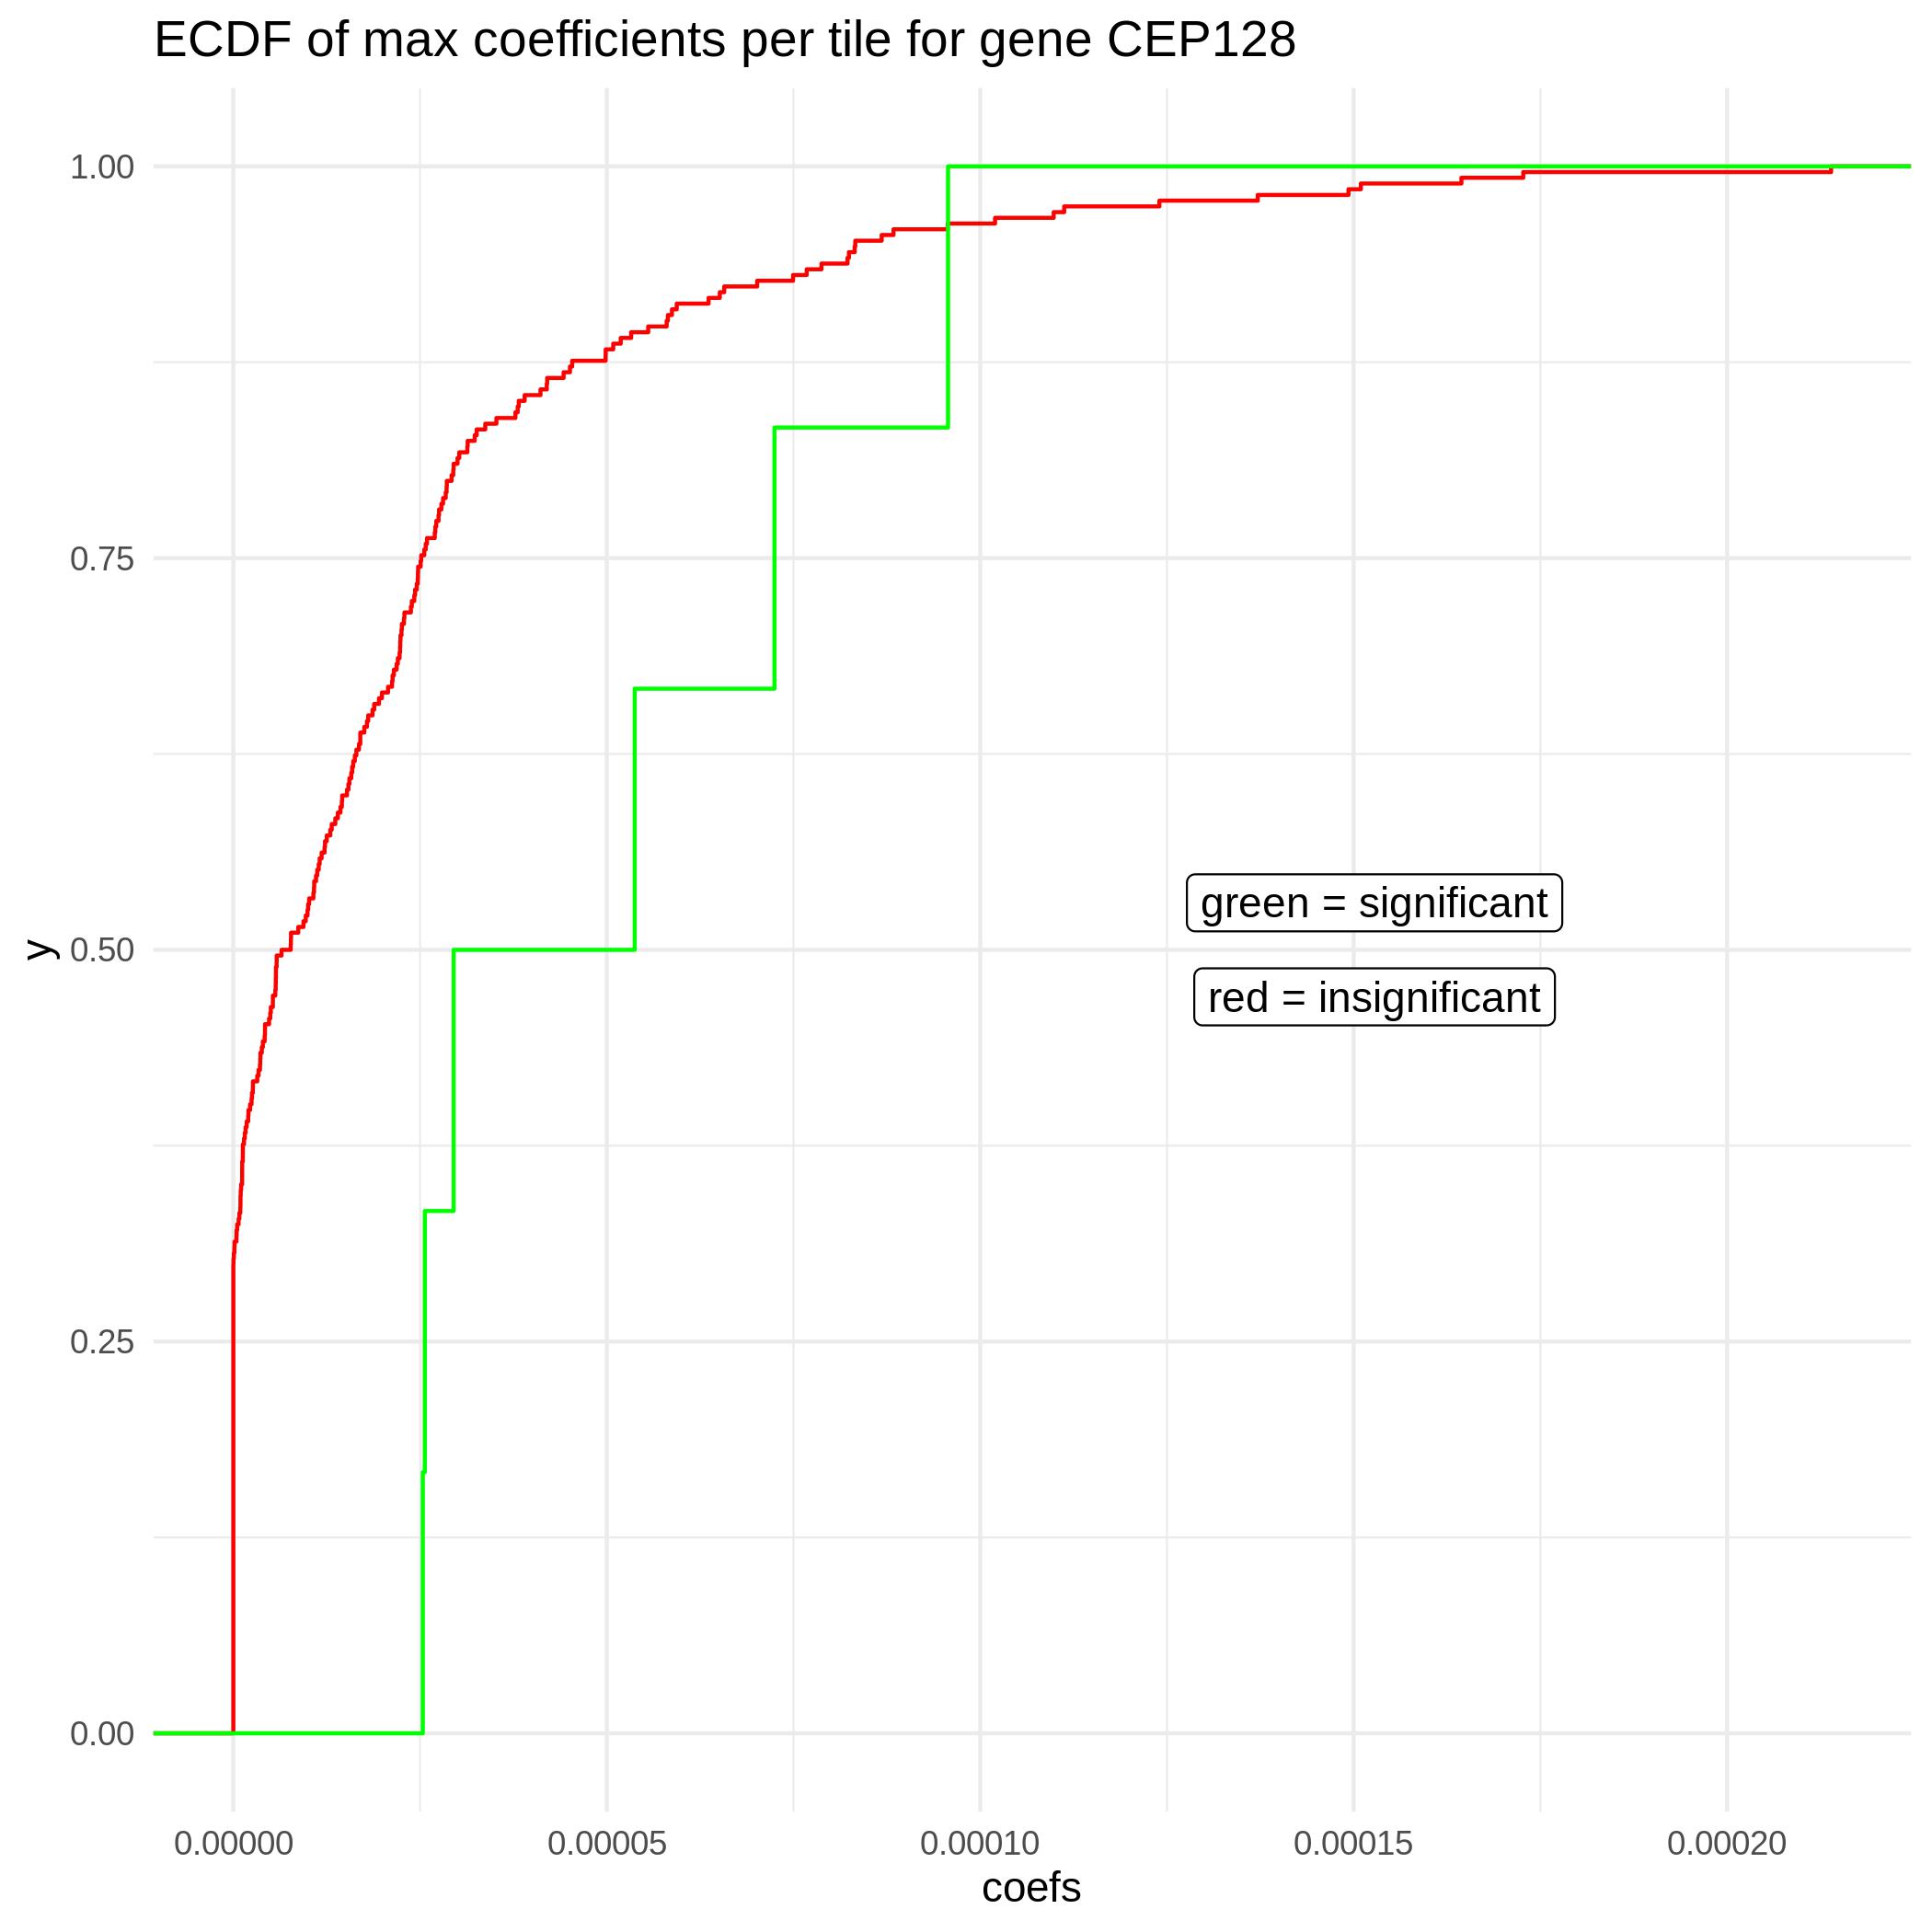 ECDF of max coefficients per tile for gene CEP128
1.00
0.75
0.50
0.25
0.00
y
green = significant
red = insignificant
0.00000 0.00005 0.00010 0.00015 0.00020
coefs